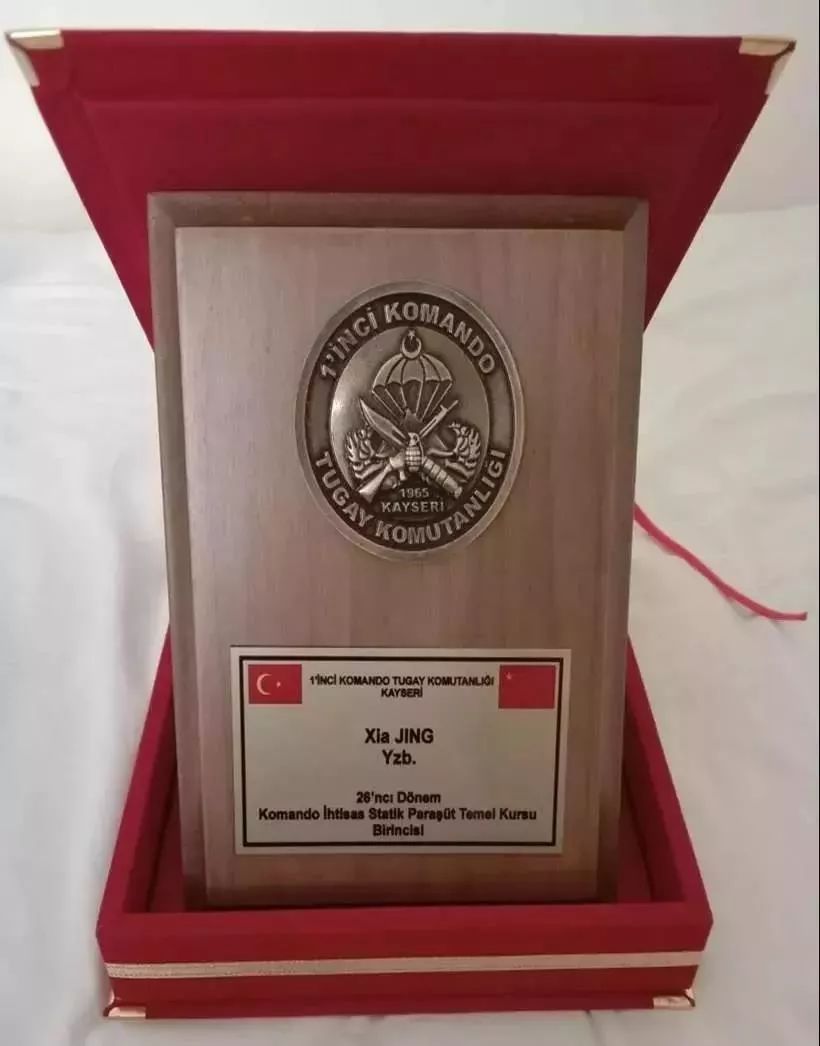 1'İNCİ KOMANDO
1965
KAYSERİ
TUGAY KOMUTANLIĞI
1'İNCİ KOMANDO TUGAY KOMUTANLIĞI
KAYSERİ
Xia JING
Yzb.
26'ncı Dönem
Komando İhtisas Statik Paraşüt Temel Kursu
Birincisi